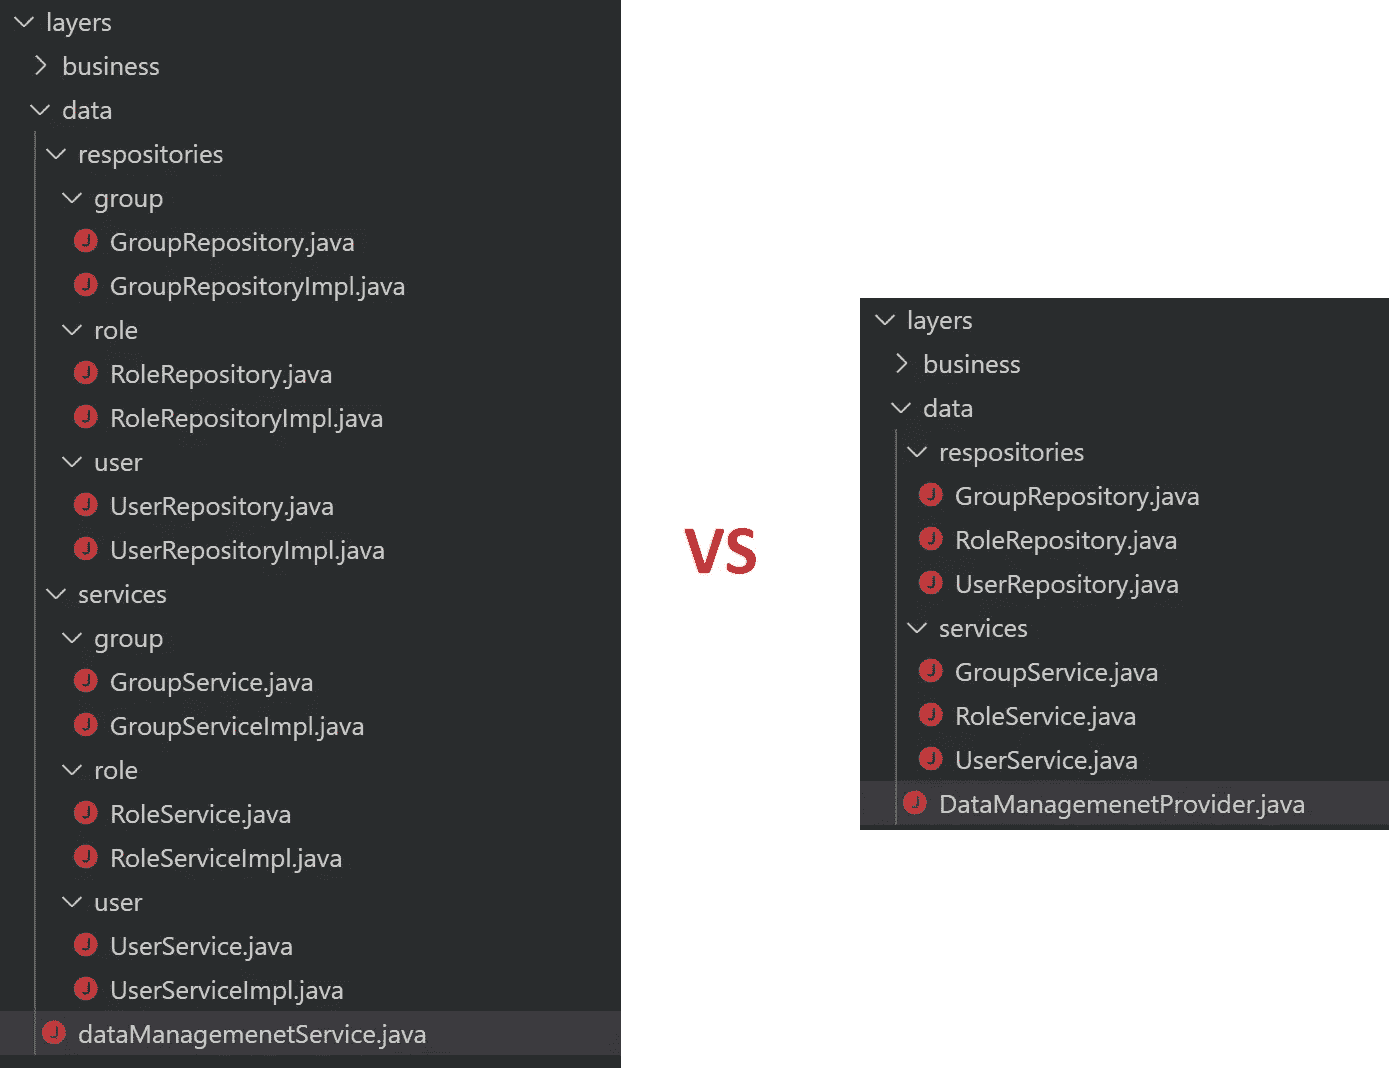 layers
business
data
respositories
group
GroupRepository.java
GroupRepositoryImpl.java
role
RoleRepository.java
RoleRepositoryImpl.java
user
UserRepository.java
UserRepositoryImpl.java
services
group
GroupService.java
GroupServiceImpl.java
role
RoleService.java
RoleServiceImpl.java
user
UserService.java
UserServiceImpl.java
dataManagemenetService.java
VS
layers
business
data
respositories
GroupRepository.java
RoleRepository.java
UserRepository.java
services
GroupService.java
RoleService.java
UserService.java
DataManagemenetProvider.java